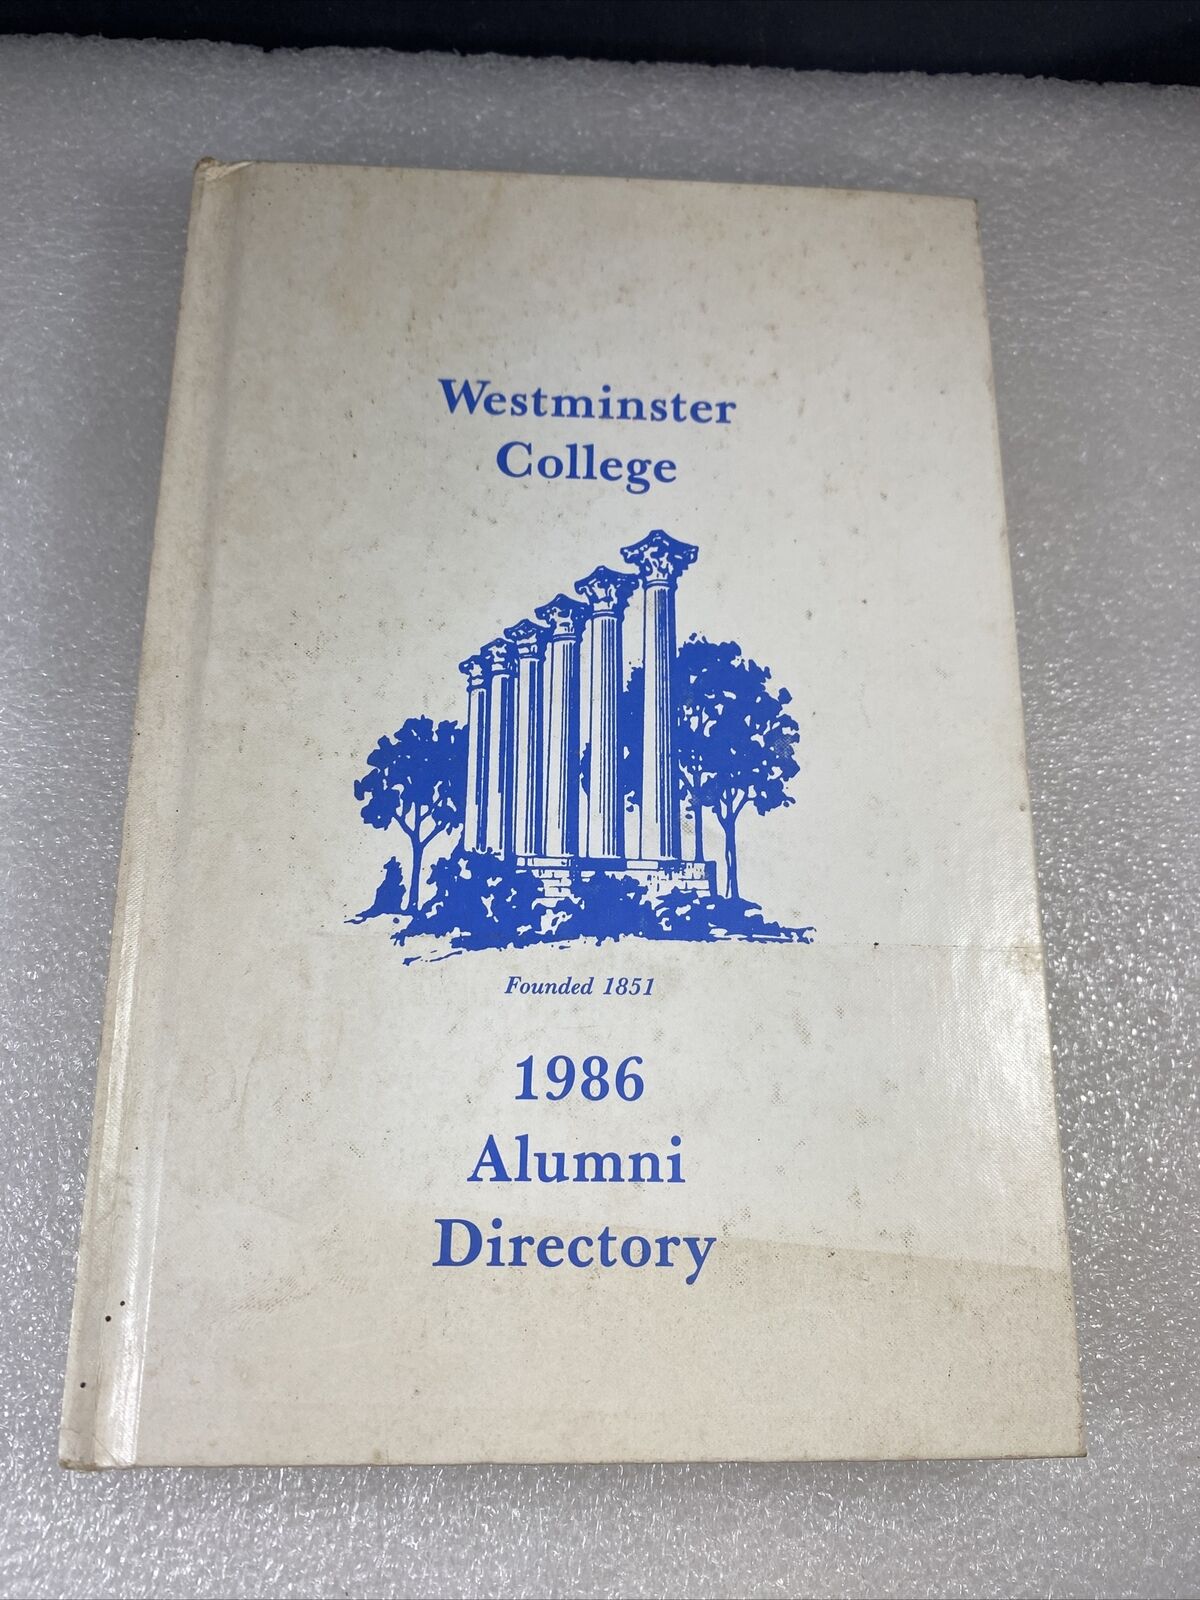 Westminster
College
Founded 1851
1986
Alumni
Directory